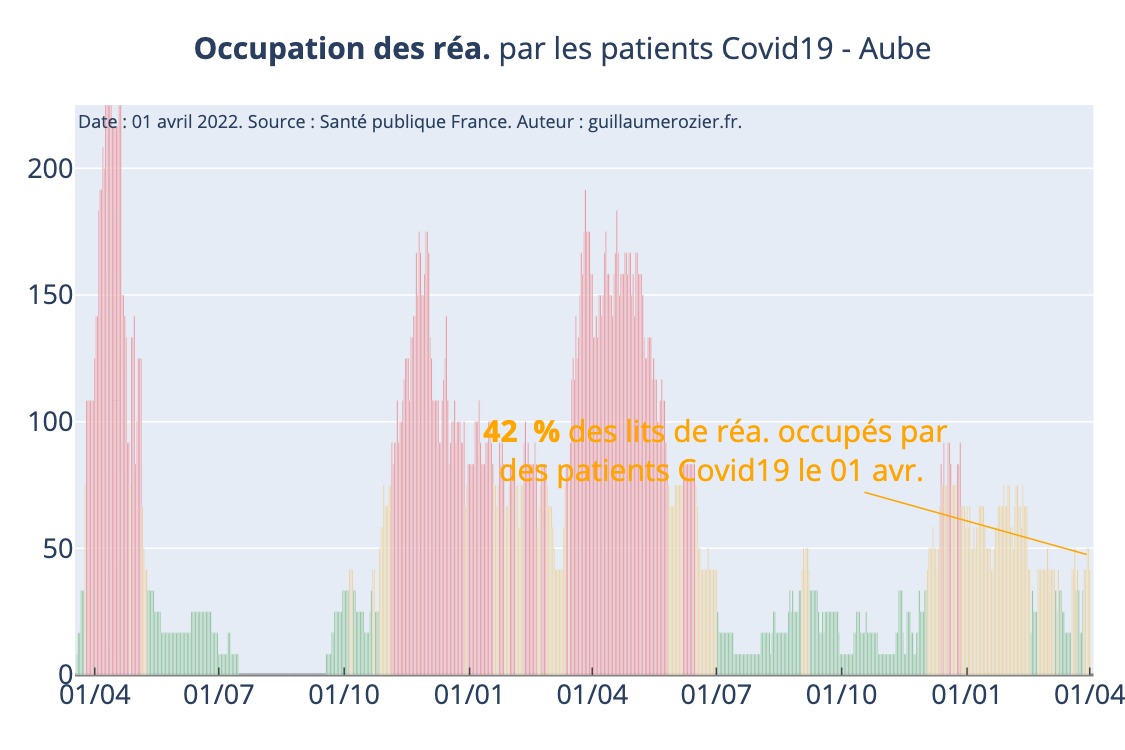 Occupation des réa. par les patients Covid19 - Aube
Date : 01 avril 2022. Source : Santé publique France. Auteur : guillaumerozier.fr.
200
150
100
42 % des lits de réa. occupés par
des patients Covid19 le 01 avr.
50
0
01/04 01/07 01/10 01/01 01/04 01/07 01/10 01/01 01/04